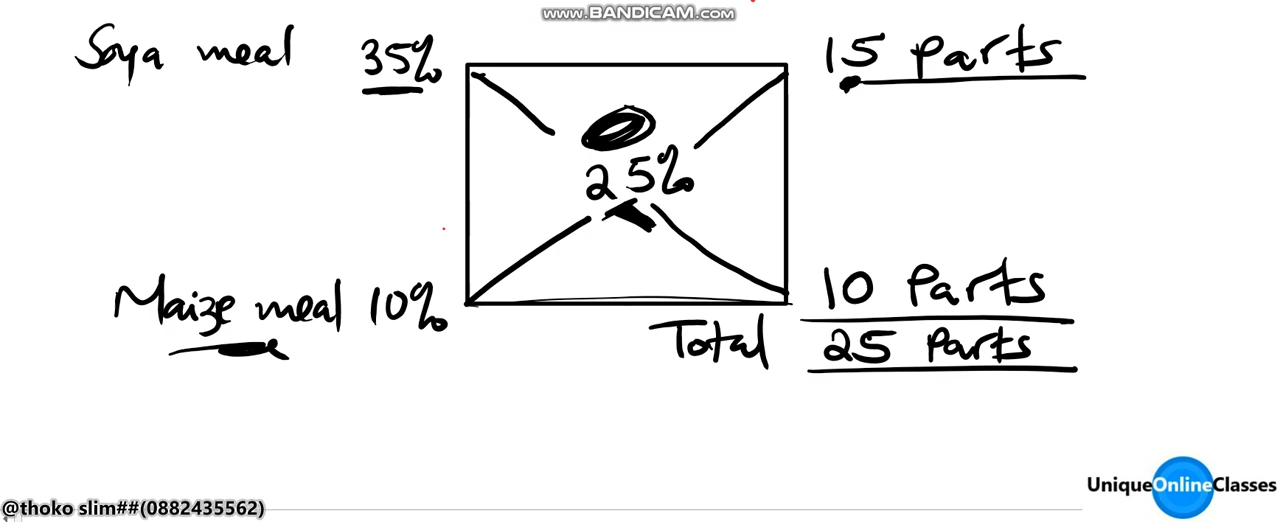 www.BANDICAM.com
Soya meal 35% 15 Parts
25%
Maize meal 10% 10 Parts
Total 25 Parts
UniqueOnlineClasses
@thoko slim##(0882435562)